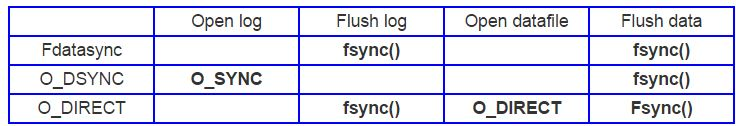 Open log Flush log Open datafile Flush data
Fdatasync fsync() fsync()
O_DSYNC O_SYNC fsync()
O_DIRECT fsync() O_DIRECT Fsync()